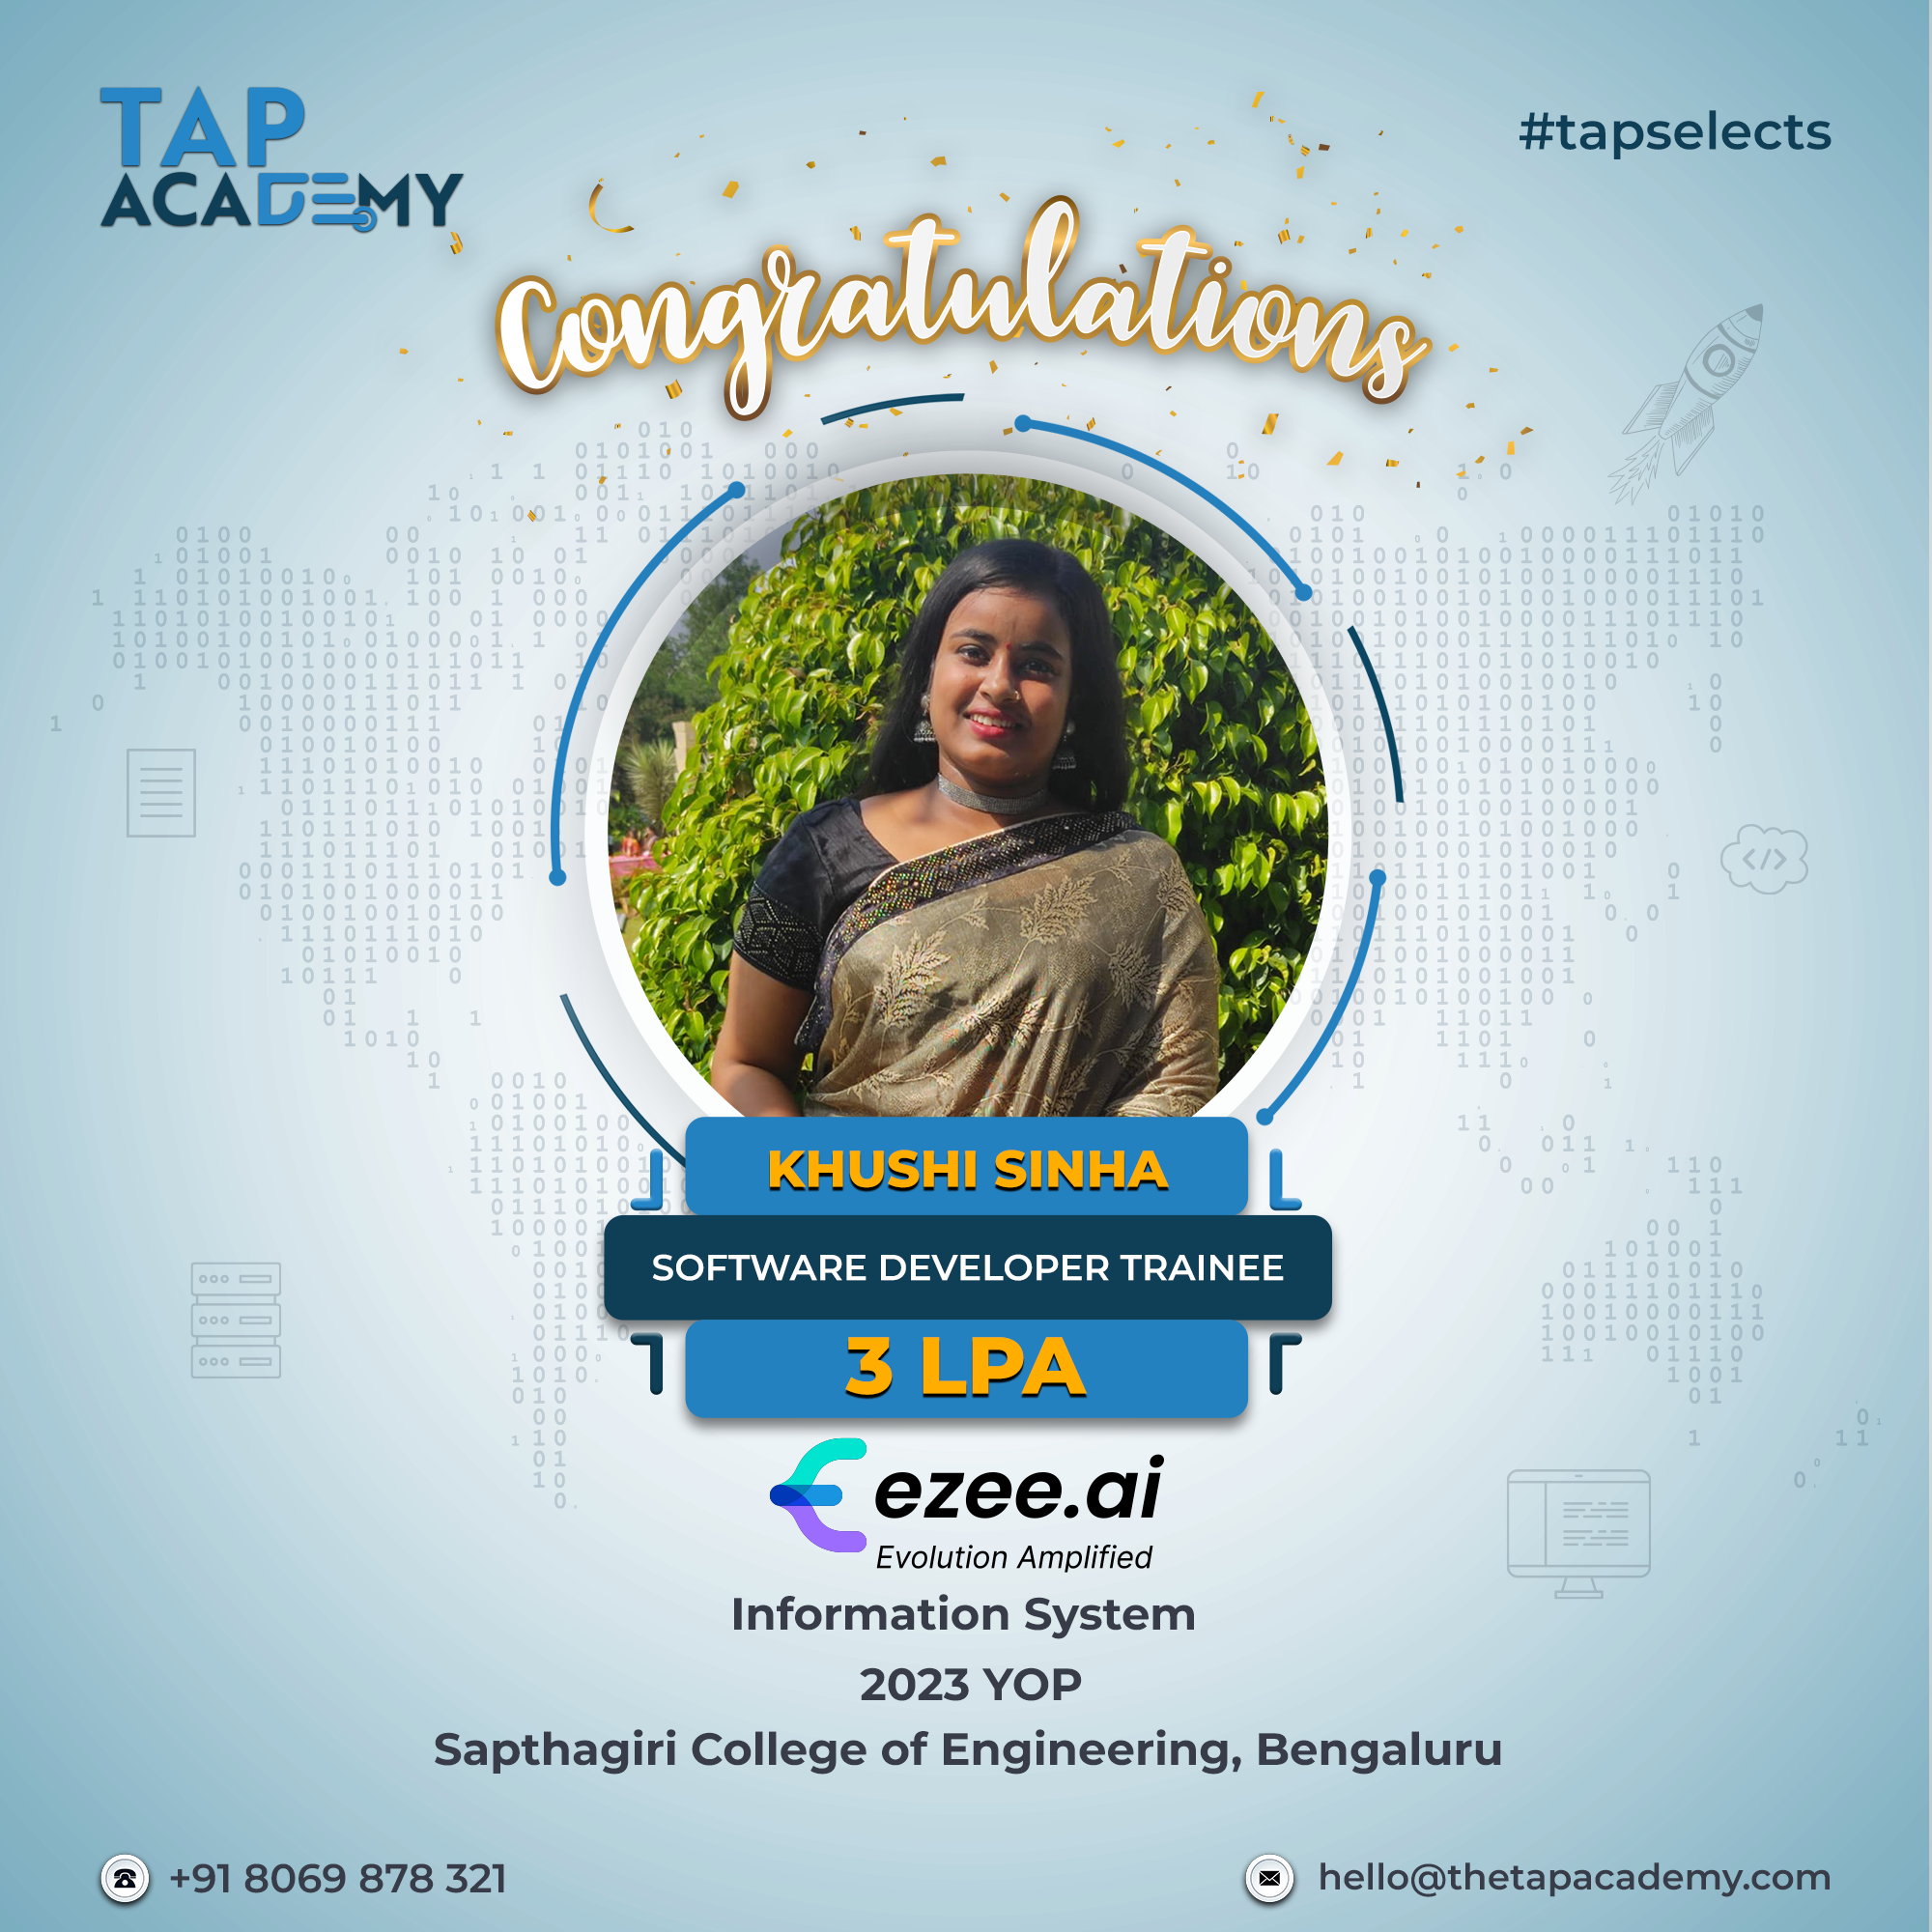 TAP
ACADEMY
#tapselects
Congratulations
KHUSHI SINHA
SOFTWARE DEVELOPER TRAINEE
3 LPA
ezee.ai
Evolution Amplified
Information System
2023 YOP
Sapthagiri College of Engineering, Bengaluru
+91 8069 878 321
hello@thetapacademy.com